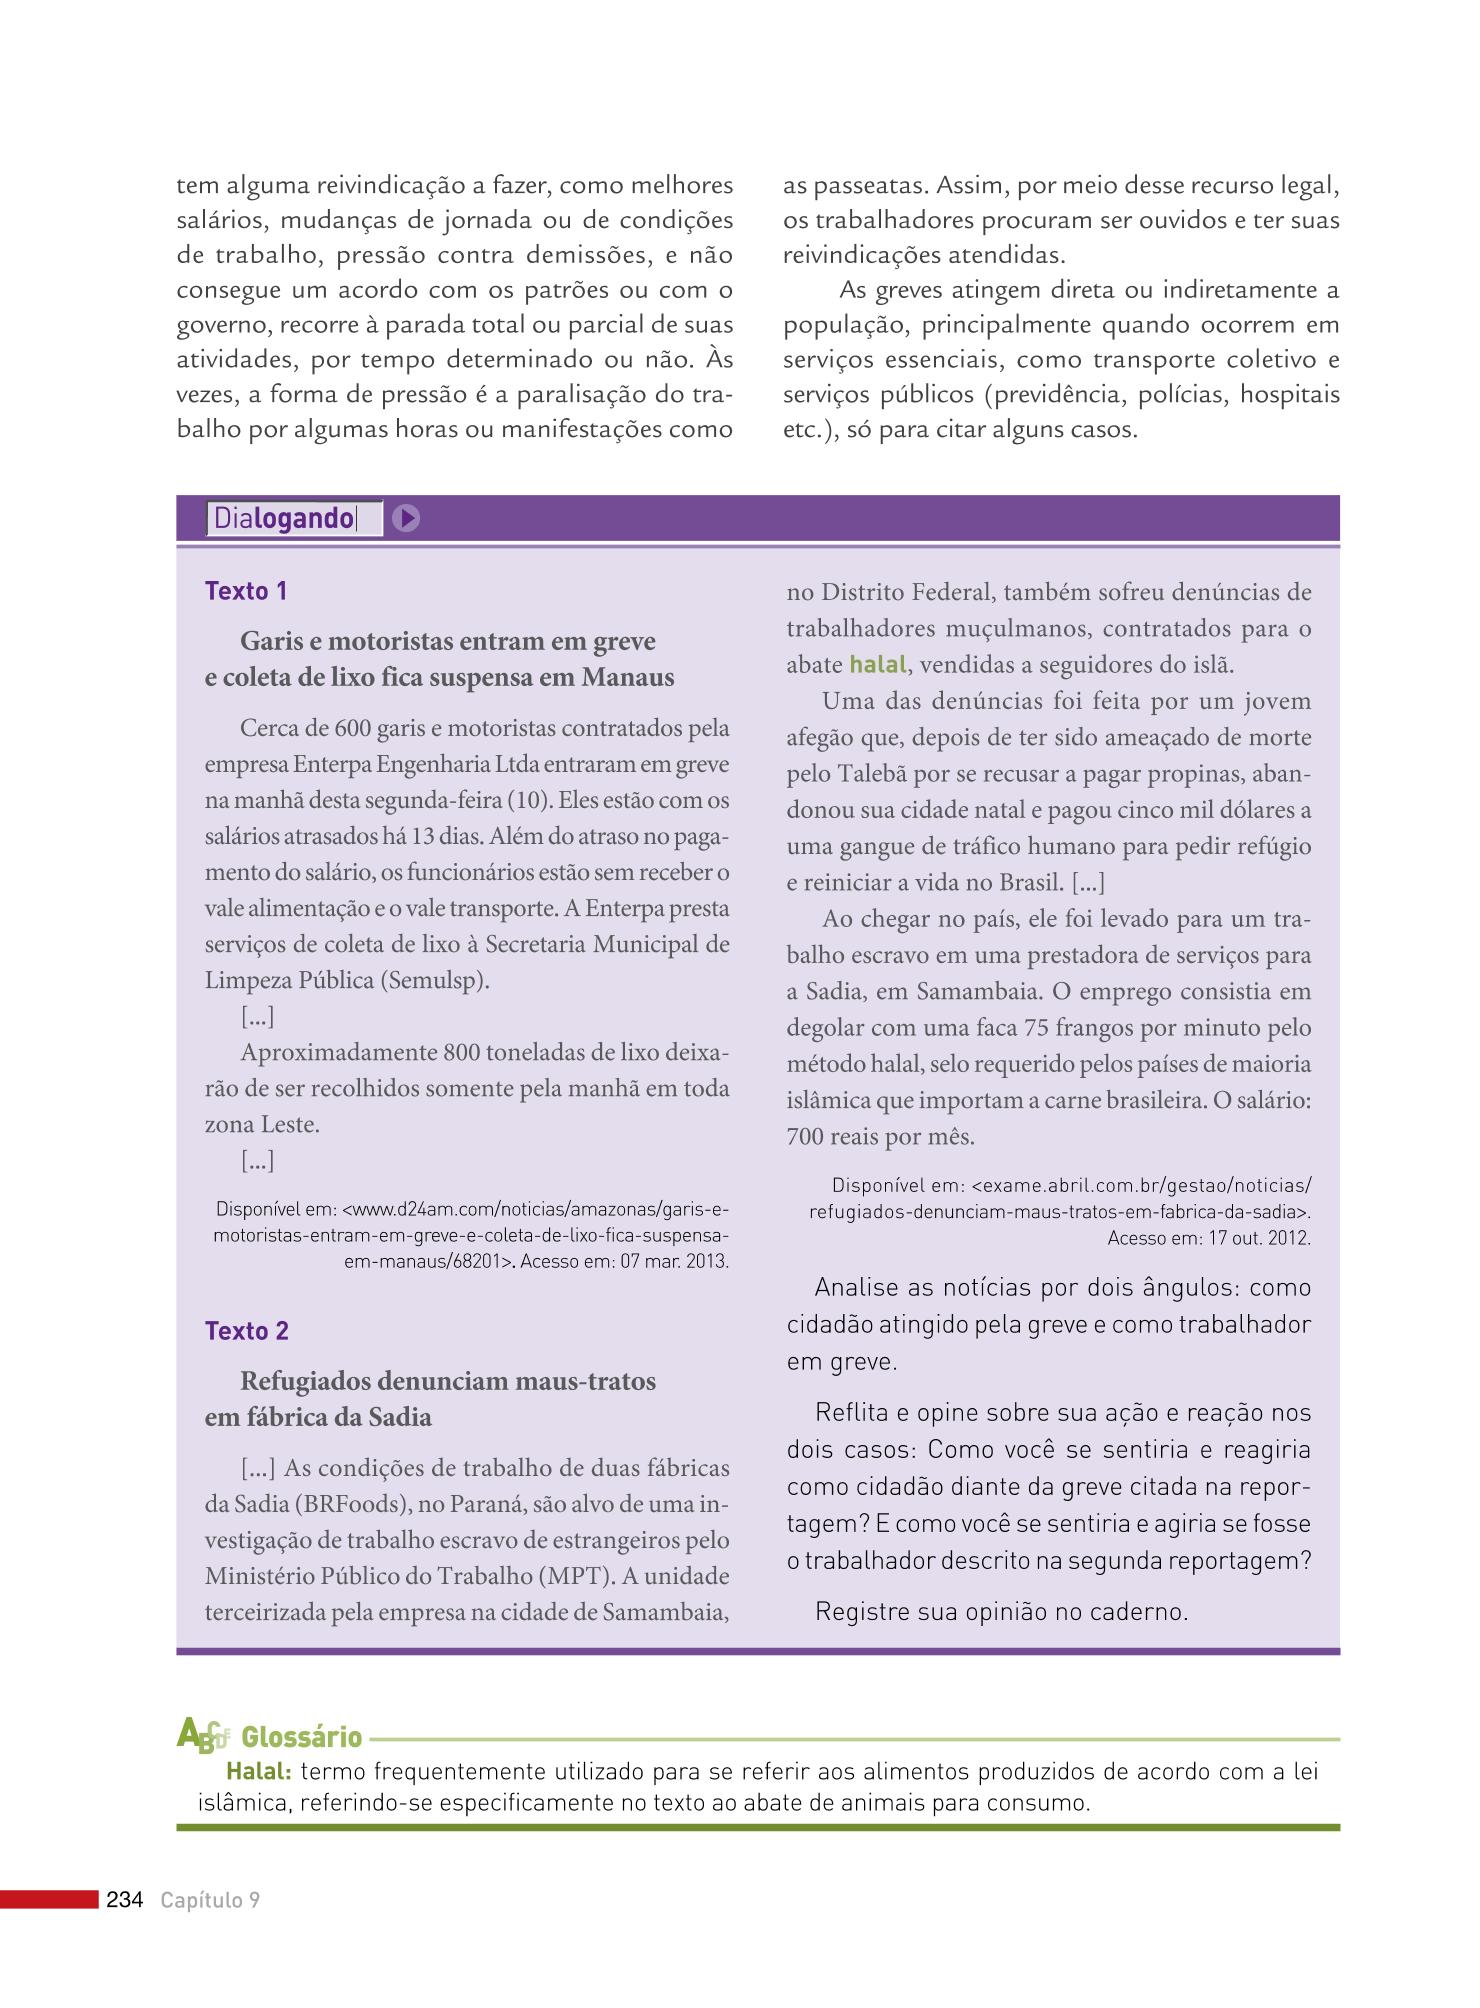 tem alguma reivindicação a fazer, como melhores
salários, mudanças de jornada ou de condições
de trabalho, pressão contra demissões, e não
consegue um acordo com os patrões ou com o
governo, recorre à parada total ou parcial de suas
atividades, por tempo determinado ou não. Às
vezes, a forma de pressão é a paralisação do tra-
balho por algumas horas ou manifestações como
as passeatas. Assim, por meio desse recurso legal,
os trabalhadores procuram ser ouvidos e ter suas
reivindicações atendidas.
As greves atingem direta ou indiretamente a
população, principalmente quando ocorrem em
serviços essenciais, como transporte coletivo e
serviços públicos (previdência, polícias, hospitais
etc.), só para citar alguns casos.
Dialogando
Texto 1
Garis e motoristas entram em greve
e coleta de lixo fica suspensa em Manaus
Cerca de 600 garis e motoristas contratados pela
empresa Enterpa Engenharia Ltda entraram em greve
na manhã desta segunda-feira (10). Eles estão com os
salários atrasados há 13 dias. Além do atraso no paga-
mento do salário, os funcionários estão sem receber o
vale alimentação e o vale transporte. A Enterpa presta
serviços de coleta de lixo à Secretaria Municipal de
Limpeza Pública (Semulsp).
[...]
Aproximadamente 800 toneladas de lixo deixa-
rão de ser recolhidos somente pela manhã em toda
zona Leste.
[...]
Disponível em: <www.d24am.com/noticias/amazonas/garis-e-
motoristas-entram-em-greve-e-coleta-de-lixo-fica-suspensa-
em-manaus/68201>. Acesso em: 07 mar. 2013.
Texto 2
Refugiados denunciam maus-tratos
em fábrica da Sadia
[...] As condições de trabalho de duas fábricas
da Sadia (BRFoods), no Paraná, são alvo de uma in-
vestigação de trabalho escravo de estrangeiros pelo
Ministério Público do Trabalho (MPT). A unidade
terceirizada pela empresa na cidade de Samambaia,
no Distrito Federal, também sofreu denúncias de
trabalhadores muçulmanos, contratados para o
abate halal, vendidas a seguidores do islã.
Uma das denúncias foi feita por um jovem
afegão que, depois de ter sido ameaçado de morte
pelo Talebã por se recusar a pagar propinas, aban-
donou sua cidade natal e pagou cinco mil dólares a
uma gangue de tráfico humano para pedir refúgio
e reiniciar a vida no Brasil. [...]
Ao chegar no país, ele foi levado para um tra-
balho escravo em uma prestadora de serviços para
a Sadia, em Samambaia. O emprego consistia em
degolar com uma faca 75 frangos por minuto pelo
método halal, selo requerido pelos países de maioria
islâmica que importam a carne brasileira. O salário:
700 reais por mês.
Disponível em: <exame.abril.com.br/gestao/noticias/
refugiados-denunciam-maus-tratos-em-fabrica-da-sadia>.
Acesso em: 17 out. 2012.
Analise as notícias por dois ângulos: como
cidadão atingido pela greve e como trabalhador
em greve.
Reflita e opine sobre sua ação e reação nos
dois casos: Como você se sentiria e reagiria
como cidadão diante da greve citada na repor-
tagem? E como você se sentiria e agiria se fosse
o trabalhador descrito na segunda reportagem?
Registre sua opinião no caderno.
ABCDE Glossário
Halal: termo frequentemente utilizado para se referir aos alimentos produzidos de acordo com a lei
islâmica, referindo-se especificamente no texto ao abate de animais para consumo.
234 Capítulo 9